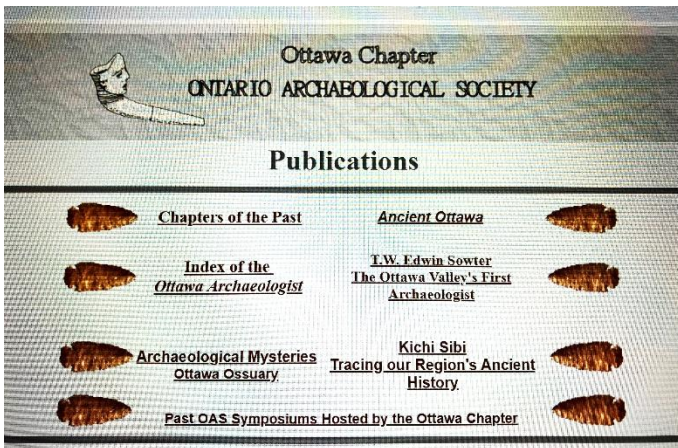 Ottawa Chapter
ONTARIO ARCHAEOLOGICAL SOCIETY
Publications
Chapters of the Past
Ancient Ottawa
Index of the
Ottawa Archaeologist
T.W. Edwin Sowter
The Ottawa Valley's First
Archaeologist
Archaeological Mysteries
Ottawa Ossuary
Kichi Sibi
Tracing our Region's Ancient
History
Past OAS Symposiums Hosted by the Ottawa Chapter